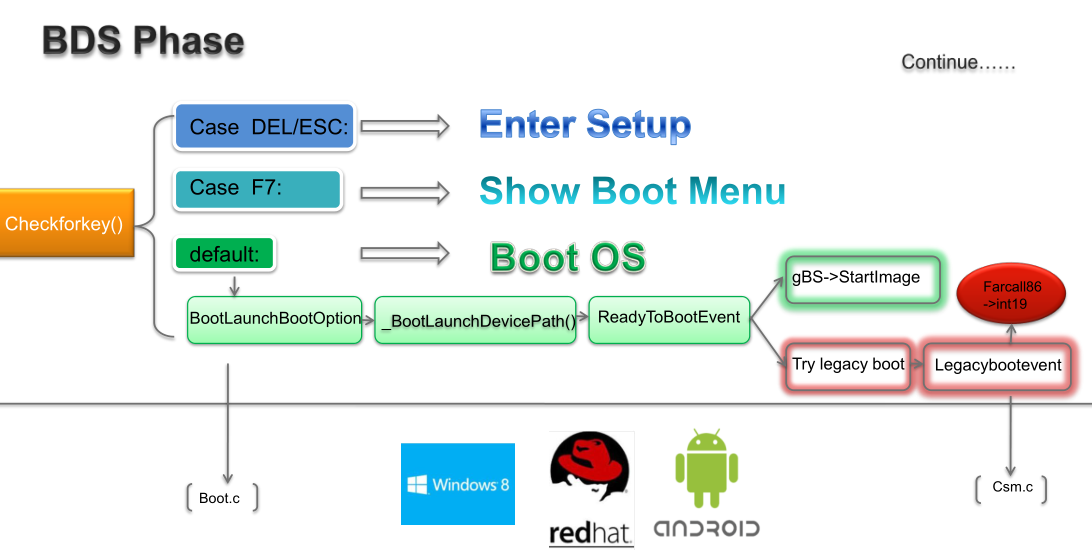 BDS Phase
Continue……
Case DEL/ESC:
Enter Setup
Case F7:
Show Boot Menu
Checkforkey()
default:
Boot OS
gBS->StartImage
Farcall86
->int19
BootLaunchBootOption
_BootLaunchDevicePath()
ReadyToBootEvent
Try legacy boot
Legacybootevent
Boot.c
Windows 8
redhat.
ANDROID
Csm.c